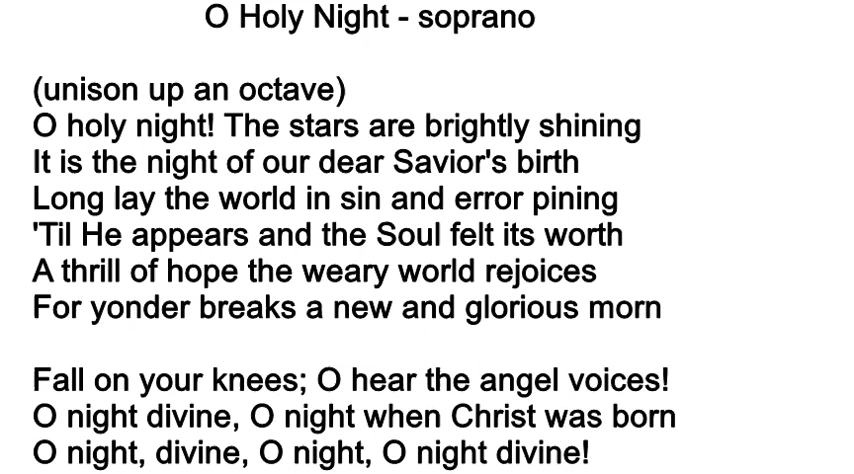 O Holy Night - soprano
(unison up an octave)
O holy night! The stars are brightly shining
It is the night of our dear Savior's birth
Long lay the world in sin and error pining
'Til He appears and the Soul felt its worth
A thrill of hope the weary world rejoices
For yonder breaks a new and glorious morn
Fall on your knees; O hear the angel voices!
O night divine, O night when Christ was born
O night, divine, O night, O night divine!